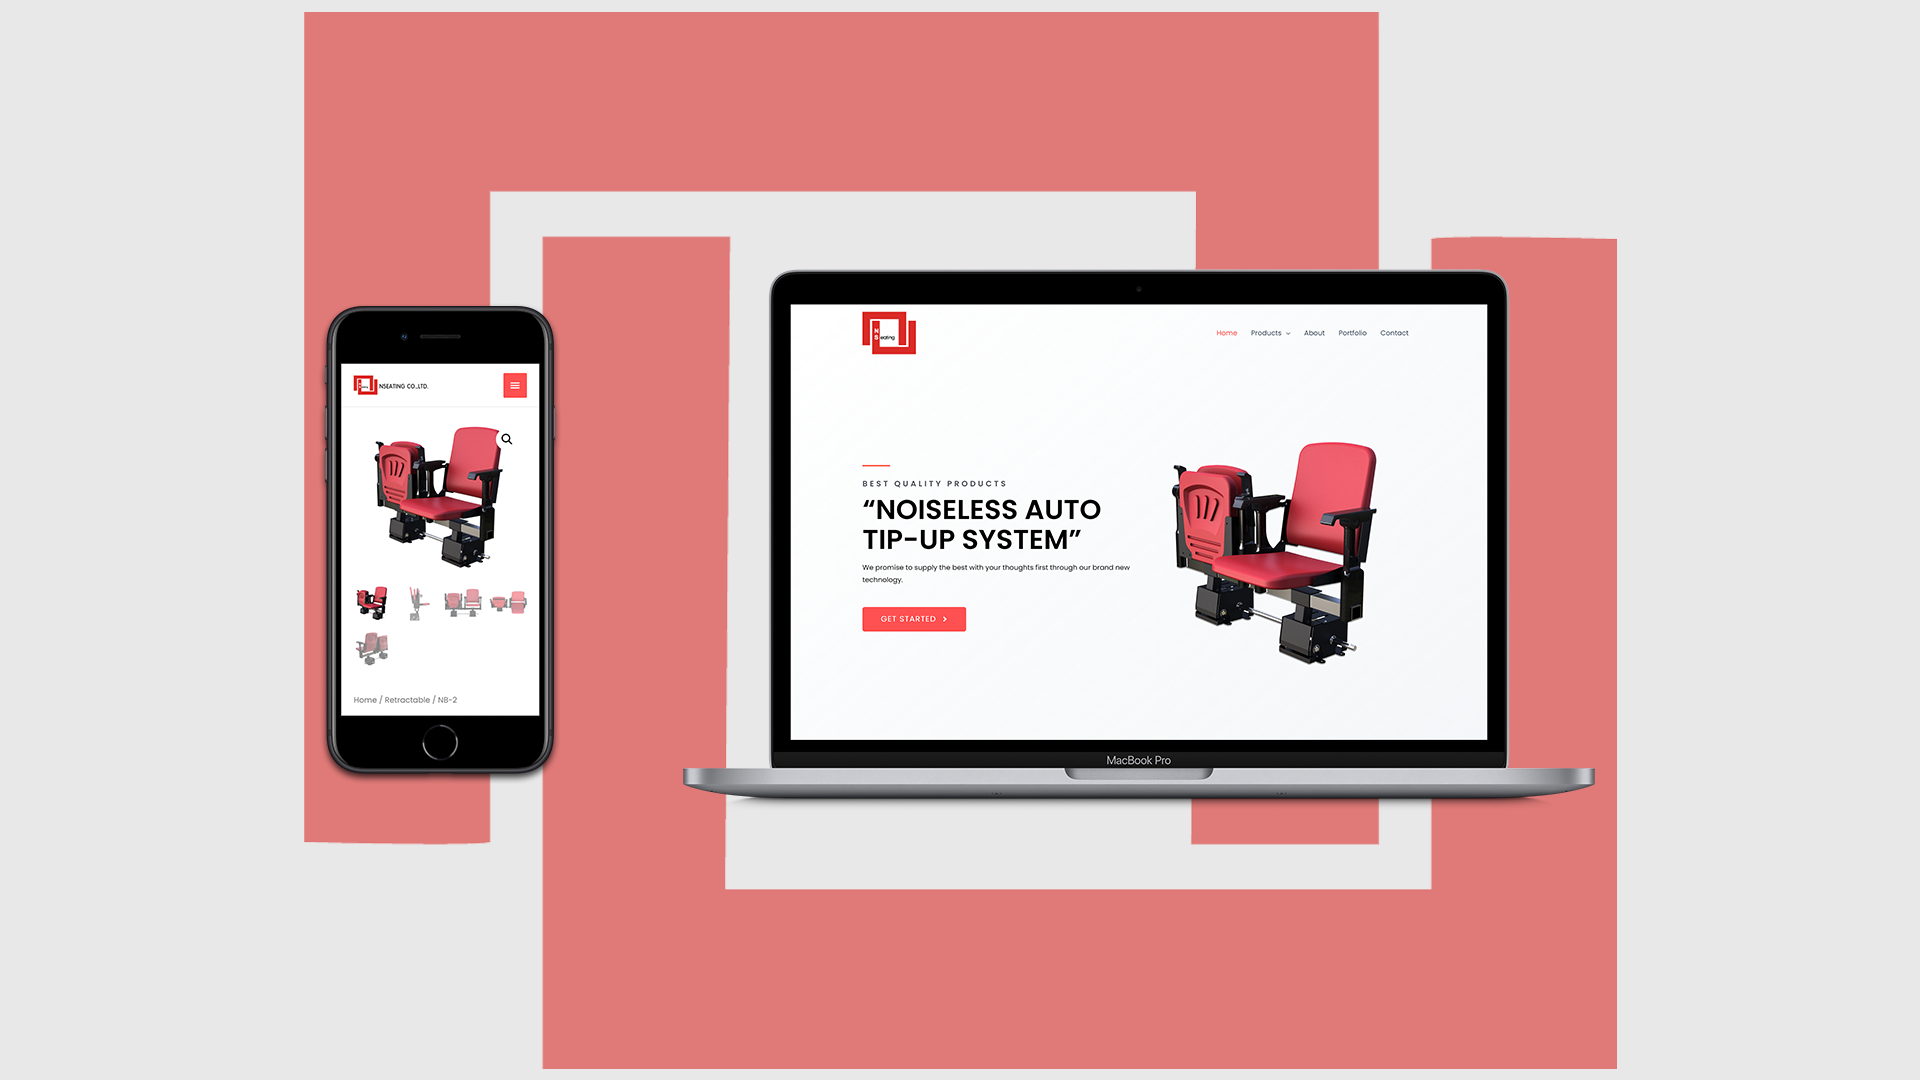 NSEATING CO.,LTD.
Home / Retractable / NB-2
N
S
eating
Home
Products
About
Portfolio
Contact
BEST QUALITY PRODUCTS
“NOISELESS AUTO
TIP-UP SYSTEM”
We promise to supply the best with your thoughts first through our brand new
technology.
GET STARTED
MacBook Pro